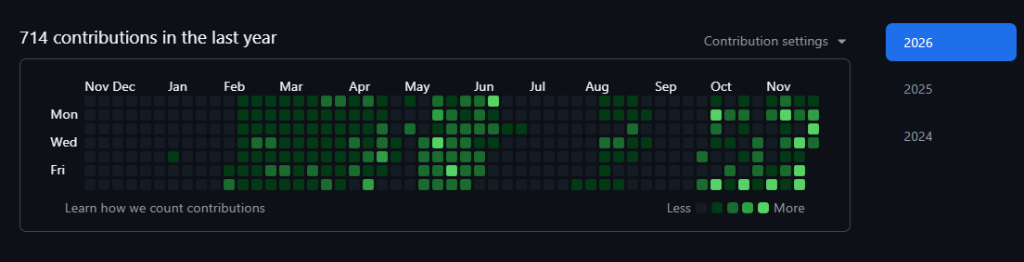 714 contributions in the last year
Contribution settings
2026
2025
2024
Nov Dec Jan Feb Mar Apr May Jun Jul Aug Sep Oct Nov
Mon
Wed
Fri
Learn how we count contributions
Less More